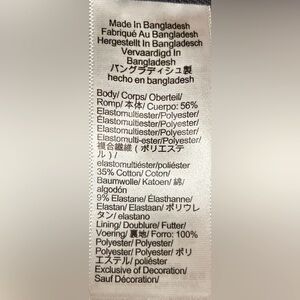 Made In Bangladesh
Fabriqué Au Bangladesh
Hergestellt In Bangladesch
Vervaardigd In
Bangladesh
バングラディシュ製
hecho en bangladesh
Body/ Corps/ Oberteil/
Romp/ 本体/ Cuerpo: 56%
Elastomultiester/Polyester/
Elastomultiester/Polyester/
Elastomultiester/Polyester/
Elasto-multi-ester/Polyester/
複合繊維 (ポリエステ
ル) /
elastomultiéster/poliéster
35% Cotton/ Coton/
Baumwolle/ Katoen/ 綿/
algodón
9% Elastane/ Élasthanne/
Elastan/ Elastaan/ ポリウレ
タン/ elastano
Lining/ Doublure/ Futter/
Voering/ 裏地/ Forro: 100%
Polyester/ Polyester/
Polyester/ Polyester/ ポリ
エステル/ poliéster
Exclusive of Decoration/
Sauf Décoration/